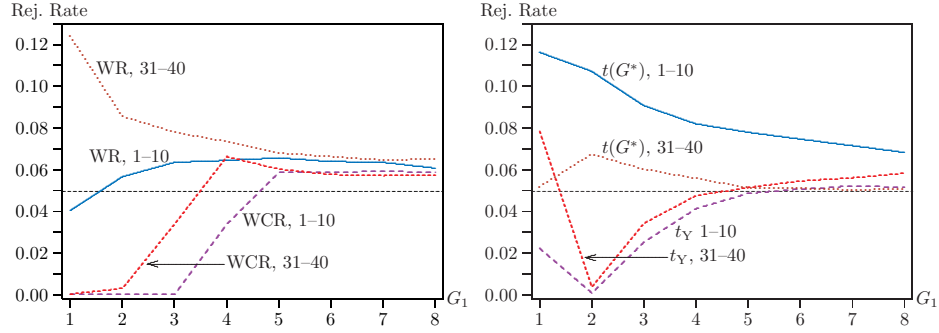 Rej. Rate
0.12
0.10
0.08
0.06
0.04
0.02
0.00
1 2 3 4 5 6 7 8
G₁
WR, 31–40
WR, 1–10
WCR, 1–10
WCR, 31–40
Rej. Rate
0.12
0.10
0.08
0.06
0.04
0.02
0.00
1 2 3 4 5 6 7 8
G₁
t(G*), 1–10
t(G*), 31–40
t_Y 1–10
t_Y, 31–40